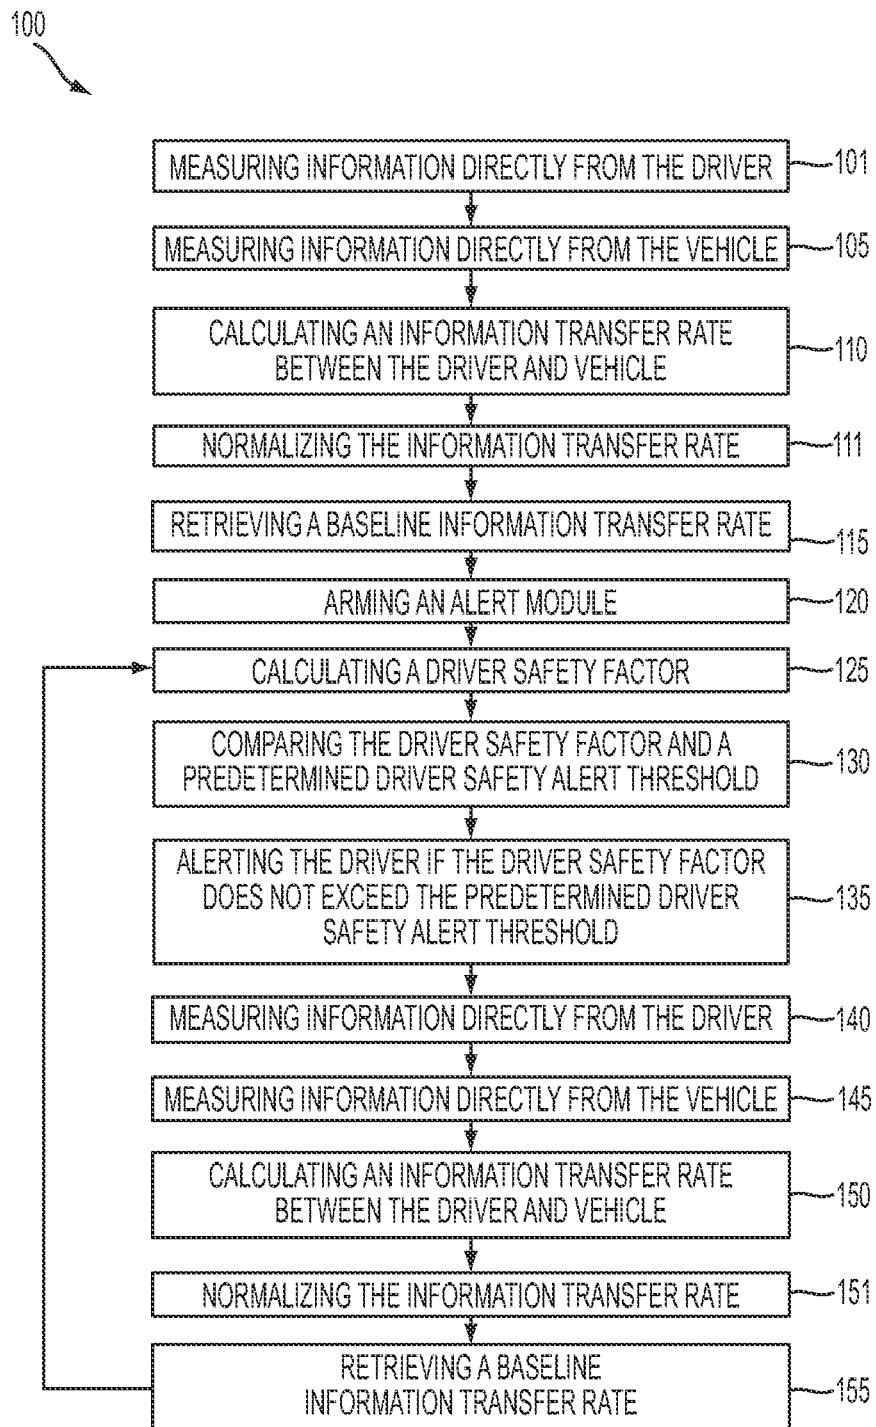 100
MEASURING INFORMATION DIRECTLY FROM THE DRIVER
101
MEASURING INFORMATION DIRECTLY FROM THE VEHICLE
105
CALCULATING AN INFORMATION TRANSFER RATE
BETWEEN THE DRIVER AND VEHICLE
110
NORMALIZING THE INFORMATION TRANSFER RATE
111
RETRIEVING A BASELINE INFORMATION TRANSFER RATE
115
ARMING AN ALERT MODULE
120
CALCULATING A DRIVER SAFETY FACTOR
125
COMPARING THE DRIVER SAFETY FACTOR AND A
PREDETERMINED DRIVER SAFETY ALERT THRESHOLD
130
ALERTING THE DRIVER IF THE DRIVER SAFETY FACTOR
DOES NOT EXCEED THE PREDETERMINED DRIVER
SAFETY ALERT THRESHOLD
135
MEASURING INFORMATION DIRECTLY FROM THE DRIVER
140
MEASURING INFORMATION DIRECTLY FROM THE VEHICLE
145
CALCULATING AN INFORMATION TRANSFER RATE
BETWEEN THE DRIVER AND VEHICLE
150
NORMALIZING THE INFORMATION TRANSFER RATE
151
RETRIEVING A BASELINE
INFORMATION TRANSFER RATE
155